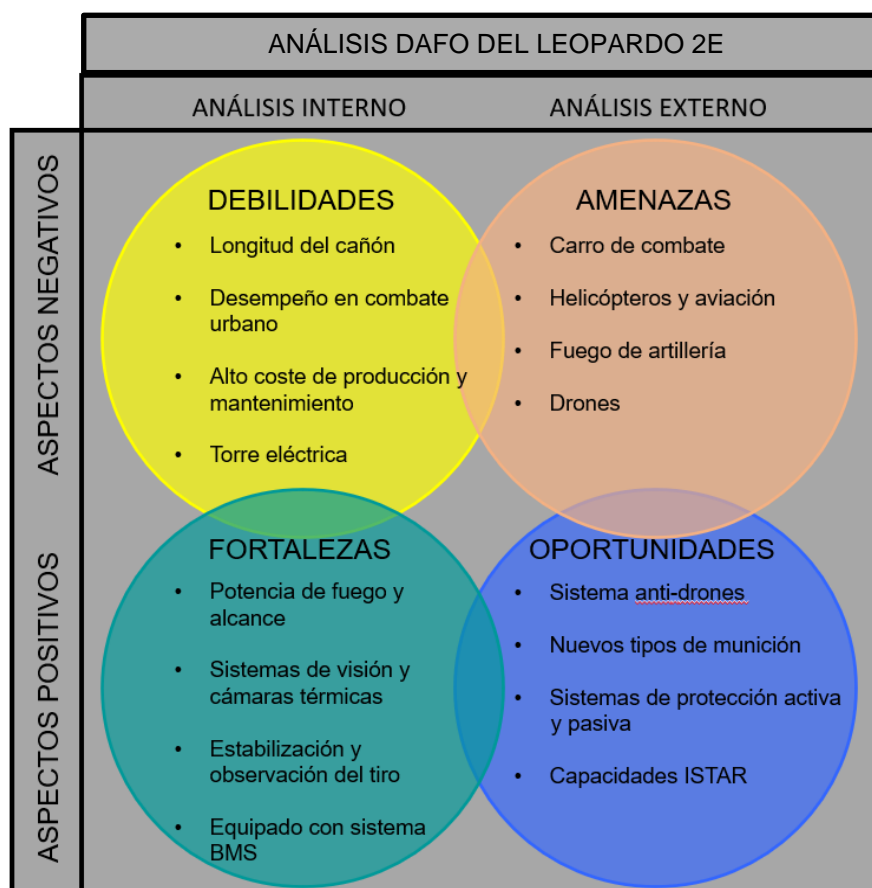 ANÁLISIS DAFO DEL LEOPARDO 2E
ANÁLISIS INTERNO
ANÁLISIS EXTERNO
ASPECTOS NEGATIVOS
DEBILIDADES
• Longitud del cañón
• Desempeño en combate
urbano
• Alto coste de producción y
mantenimiento
• Torre eléctrica
AMENAZAS
• Carro de combate
• Helicópteros y aviación
• Fuego de artillería
• Drones
ASPECTOS POSITIVOS
FORTALEZAS
• Potencia de fuego y
alcance
• Sistemas de visión y
cámaras térmicas
• Estabilización y
observación del tiro
• Equipado con sistema
BMS
OPORTUNIDADES
• Sistema anti-drones
• Nuevos tipos de munición
• Sistemas de protección activa
y pasiva
• Capacidades ISTAR